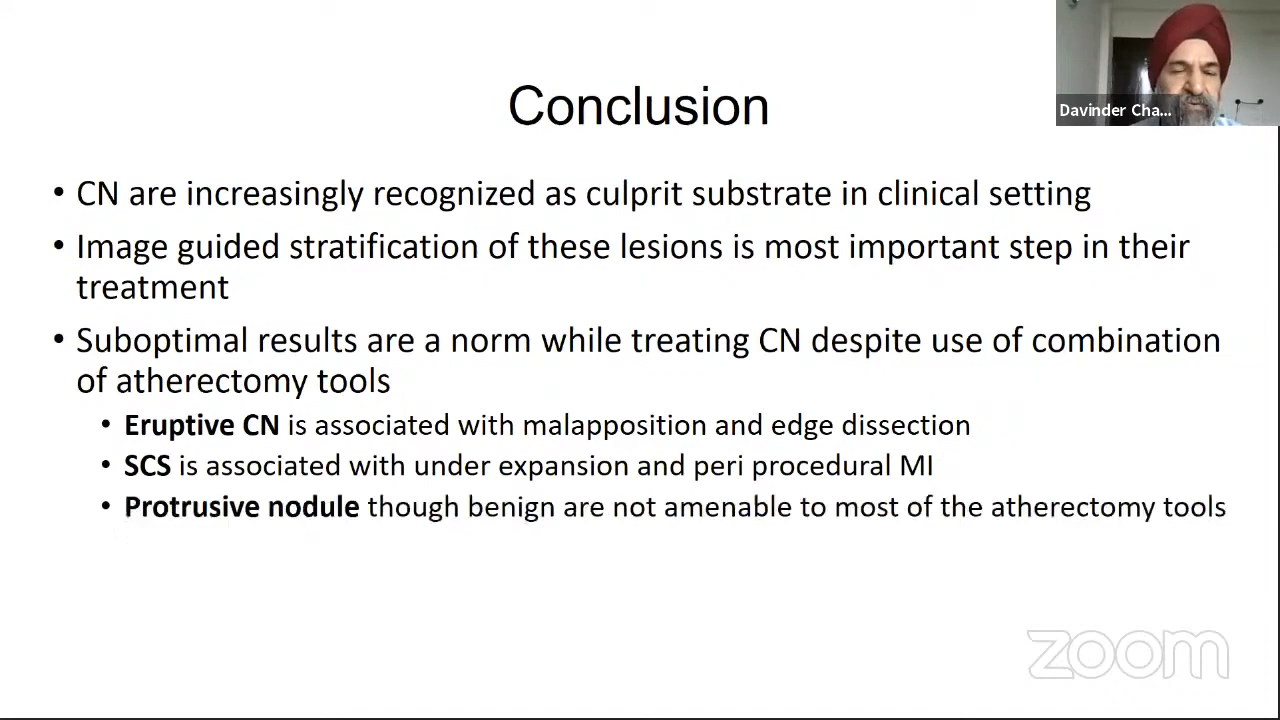 Conclusion
Davinder Cha...
• CN are increasingly recognized as culprit substrate in clinical setting
• Image guided stratification of these lesions is most important step in their
treatment
• Suboptimal results are a norm while treating CN despite use of combination
of atherectomy tools
• Eruptive CN is associated with malapposition and edge dissection
• SCS is associated with under expansion and peri procedural MI
• Protrusive nodule though benign are not amenable to most of the atherectomy tools
zoom